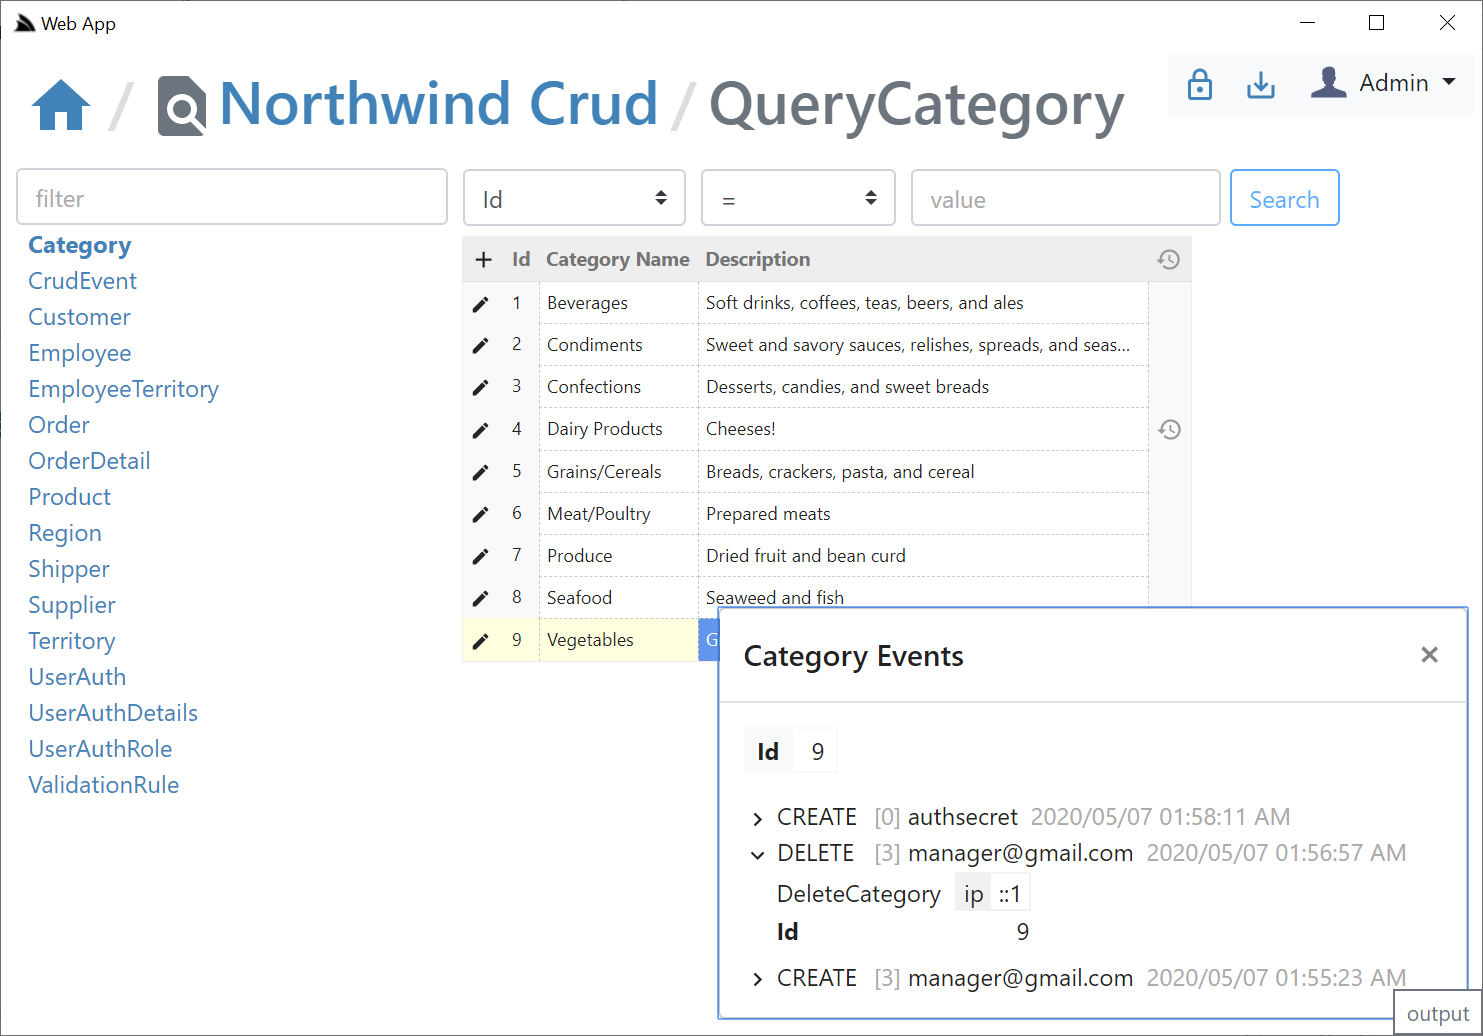 Web App
/ Northwind Crud / QueryCategory
Admin
filter
Id
=
value
Search
Category
CrudEvent
Customer
Employee
EmployeeTerritory
Order
OrderDetail
Product
Region
Shipper
Supplier
Territory
UserAuth
UserAuthDetails
UserAuthRole
ValidationRule
+ Id Category Name Description
1 Beverages Soft drinks, coffees, teas, beers, and ales
2 Condiments Sweet and savory sauces, relishes, spreads, and seas...
3 Confections Desserts, candies, and sweet breads
4 Dairy Products Cheeses!
5 Grains/Cereals Breads, crackers, pasta, and cereal
6 Meat/Poultry Prepared meats
7 Produce Dried fruit and bean curd
8 Seafood Seaweed and fish
9 Vegetables G
Category Events
Id 9
CREATE [0] authsecret 2020/05/07 01:58:11 AM
DELETE [3] manager@gmail.com 2020/05/07 01:56:57 AM
DeleteCategory ip ::1
Id 9
CREATE [3] manager@gmail.com 2020/05/07 01:55:23 AM
output